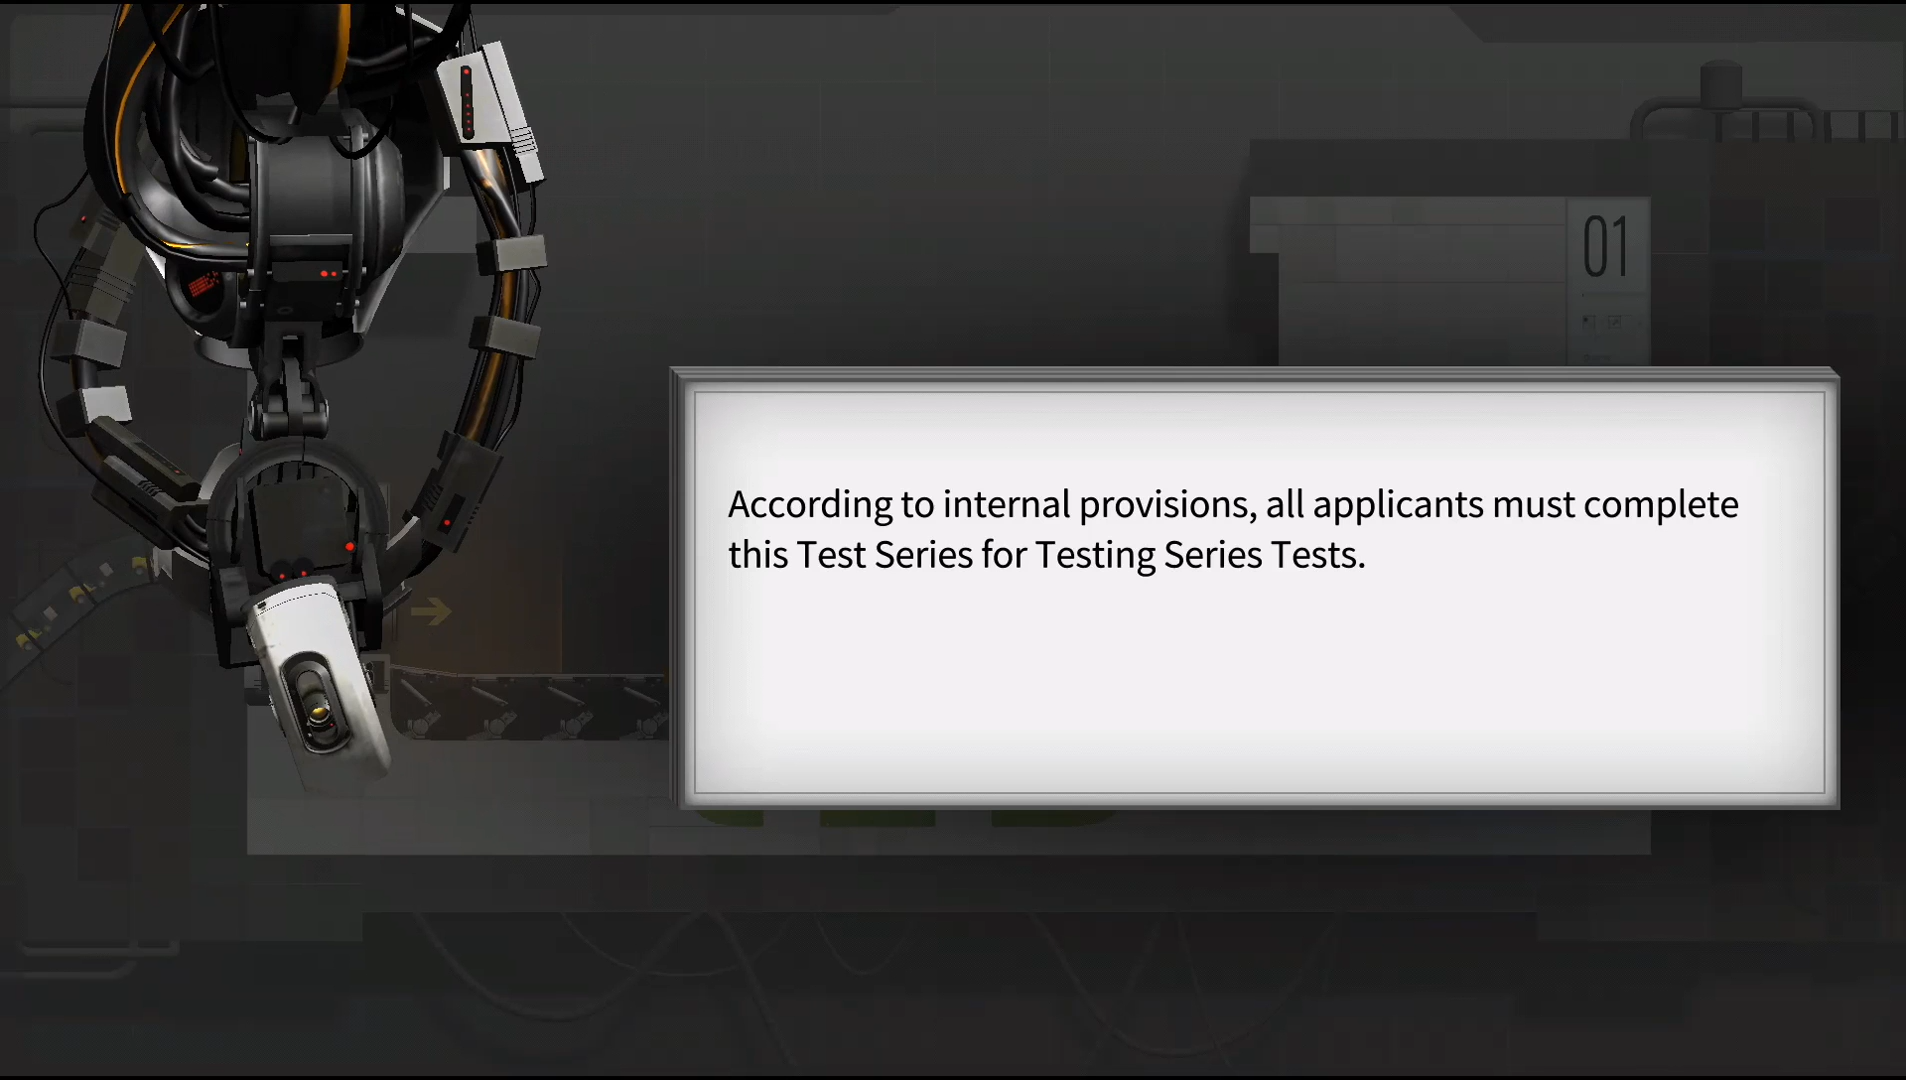 01
According to internal provisions, all applicants must complete
this Test Series for Testing Series Tests.